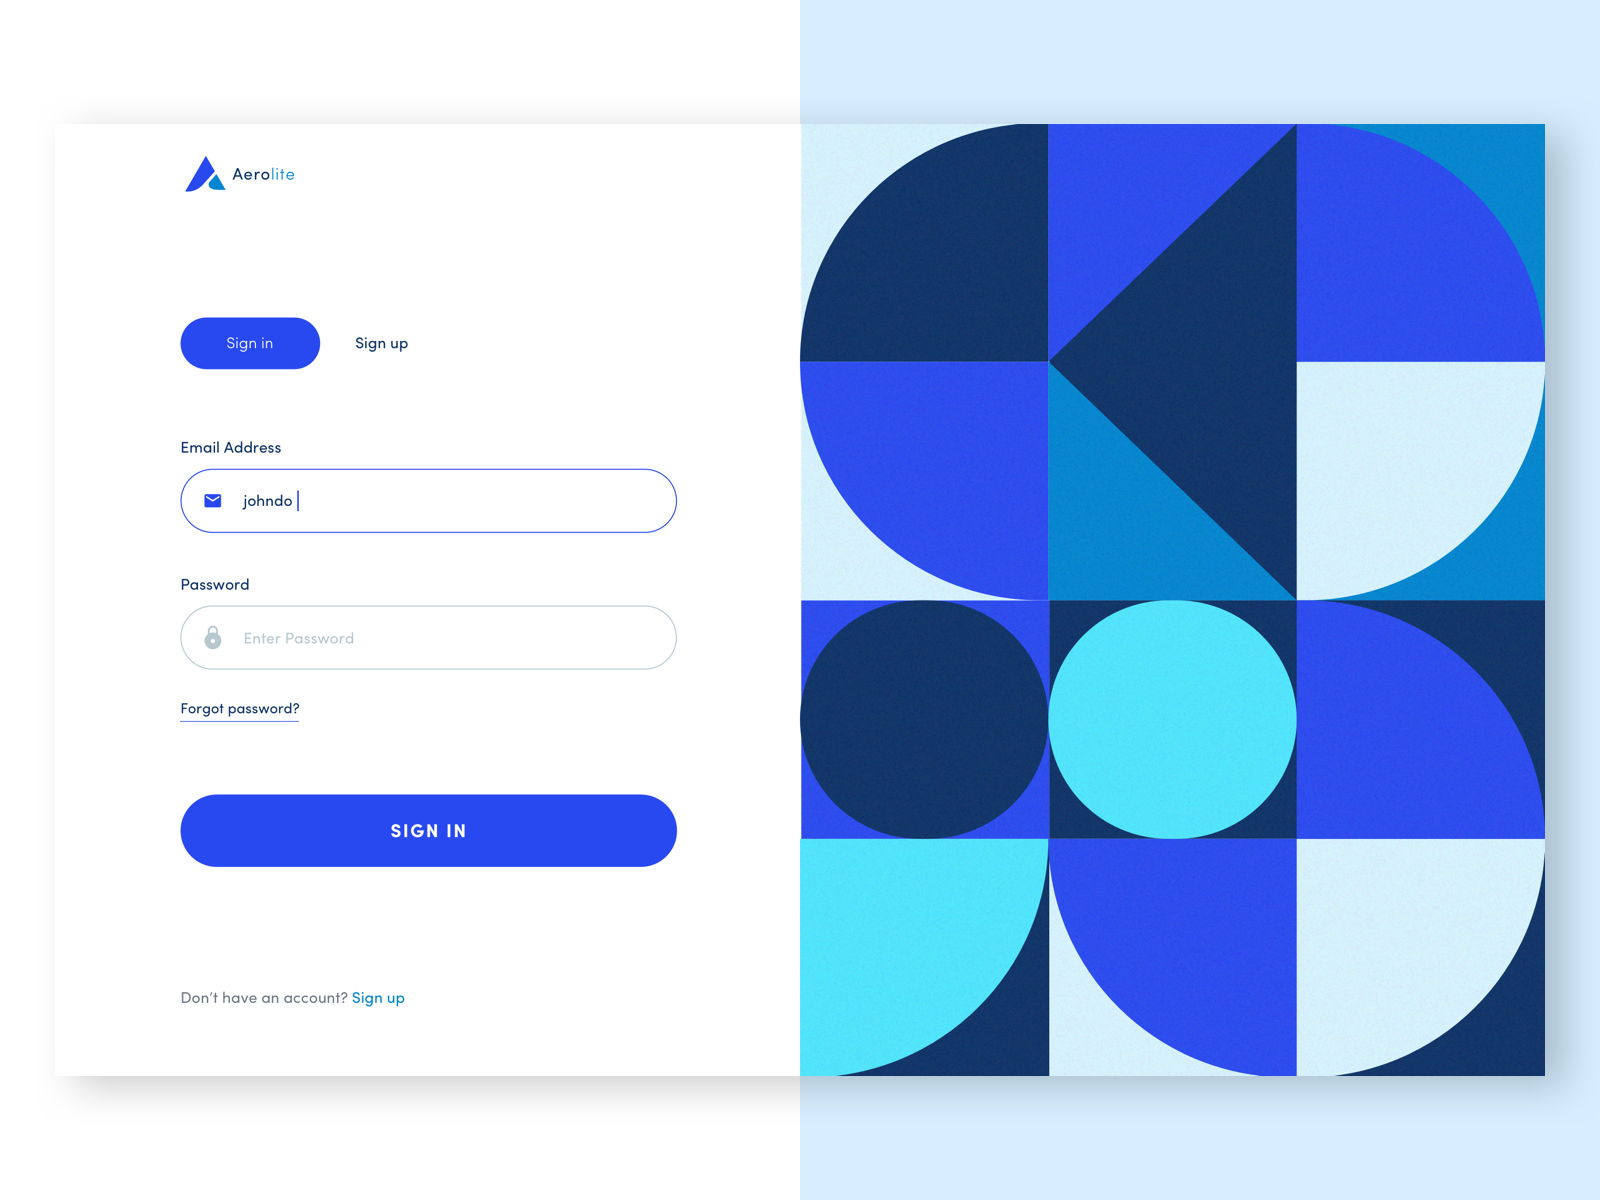 Aerolite
Sign in
Sign up
Email Address
johndo
Password
Enter Password
Forgot password?
SIGN IN
Don’t have an account? Sign up